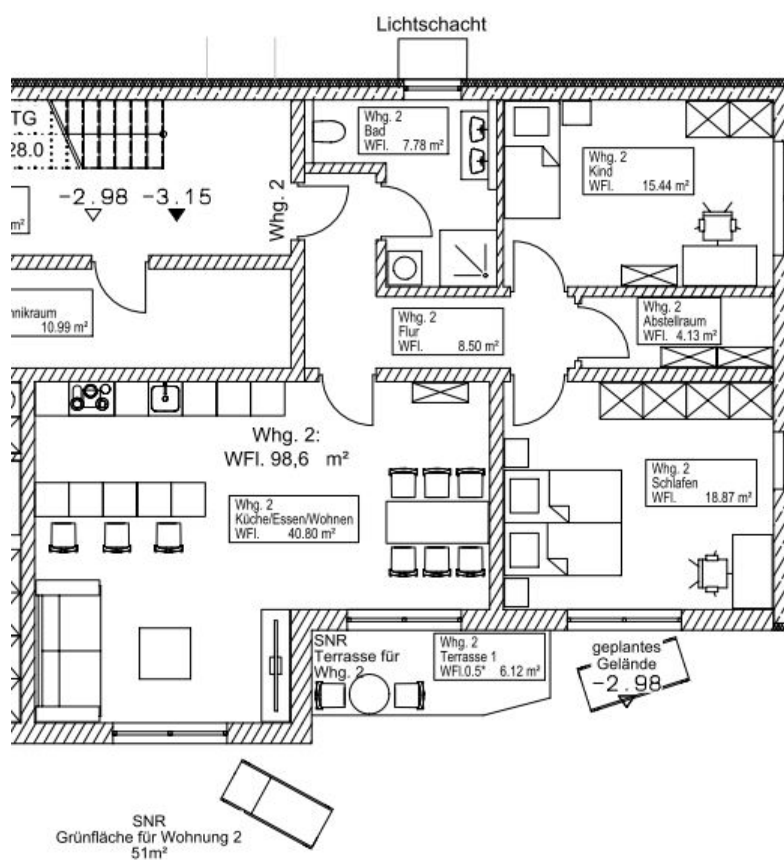 Lichtschacht
TG
28.0
-2.98 -3.15
m²
Whg. 2
Whg. 2
Bad
WFl. 7.78 m²
Whg. 2
Kind
WFl. 15.44 m²
nnikraum
10.99 m²
Whg. 2
Flur
WFl. 8.50 m²
Whg. 2
Abstellraum
WFl. 4.13 m²
Whg. 2:
WFl. 98,6 m²
Whg. 2
Küche/Essen/Wohnen
WFl. 40.80 m²
Whg. 2
Schlafen
WFl. 18.87 m²
SNR
Terrasse für
Whg. 2
Whg. 2
Terrasse 1
WFl.0.5* 6.12 m²
geplantes
Gelände
-2.98
SNR
Grünfläche für Wohnung 2
51m²